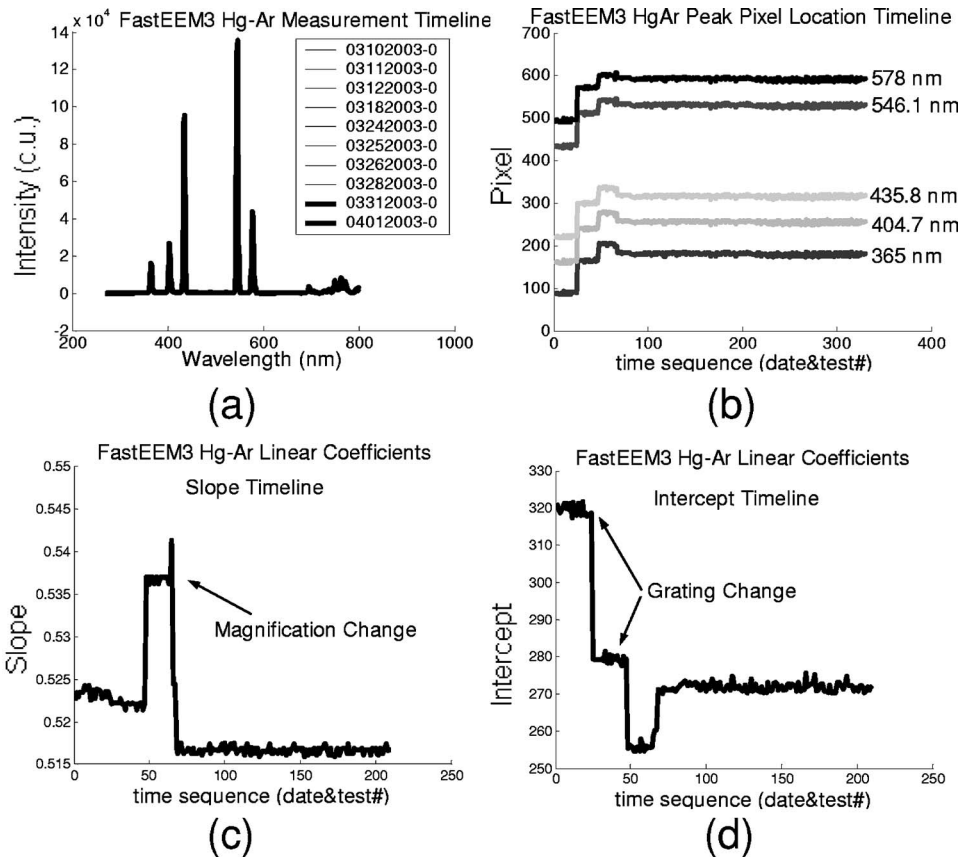 FastEEM3 Hg-Ar Measurement Timeline
x 10⁴
14
12
10
8
6
4
2
0
-2
Intensity (c.u.)
03102003-0
03112003-0
03122003-0
03182003-0
03242003-0
03252003-0
03262003-0
03282003-0
03312003-0
04012003-0
200 400 600 800 1000
Wavelength (nm)
(a)
FastEEM3 HgAr Peak Pixel Location Timeline
700
600
500
400
300
200
100
0
Pixel
578 nm
546.1 nm
435.8 nm
404.7 nm
365 nm
0 100 200 300 400
time sequence (date&test#)
(b)
FastEEM3 Hg-Ar Linear Coefficients
Slope Timeline
0.55
0.545
0.54
0.535
0.53
0.525
0.52
0.515
Slope
Magnification Change
0 50 100 150 200 250
time sequence (date&test#)
(c)
FastEEM3 Hg-Ar Linear Coefficients
Intercept Timeline
330
320
310
300
290
280
270
260
250
Intercept
Grating Change
0 50 100 150 200 250
time sequence (date&test#)
(d)